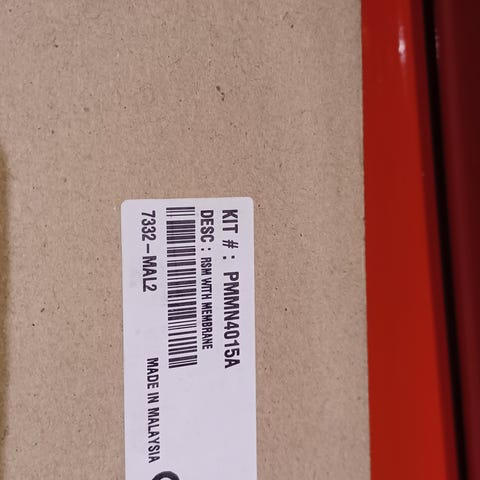 KIT # : PMMN4015A
DESC : RSM WITH MEMBRANE
7332-MAL2
MADE IN MALAYSIA